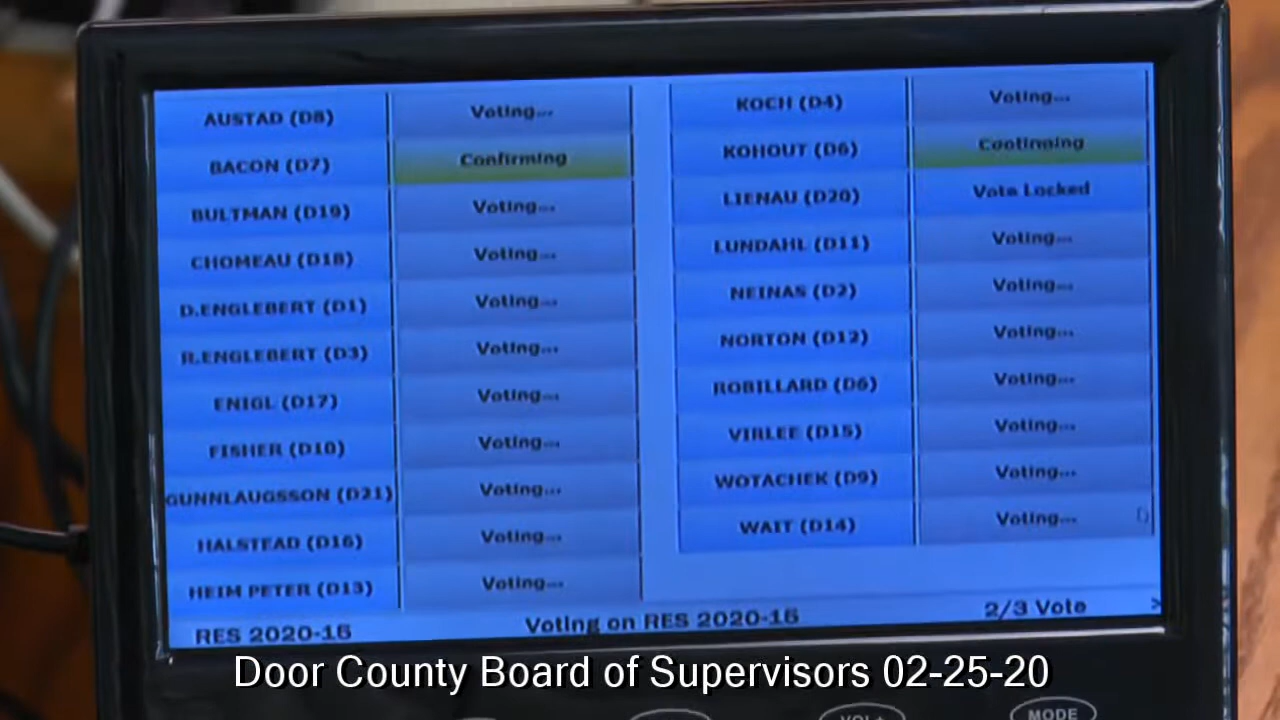 AUSTAD (D8) Voting...
BACON (D7) Confirming
BULTMAN (D19) Voting...
CHOMEAU (D18) Voting...
D.ENGLEBERT (D1) Voting...
R.ENGLEBERT (D3) Voting...
ENIGL (D17) Voting...
FISHER (D10) Voting...
GUNNLAUGSSON (D21) Voting...
HALSTEAD (D16) Voting...
HEIM PETER (D13) Voting...
KOCH (D4) Voting...
KOHOUT (D6) Confirming
LIENAU (D20) Vote Locked
LUNDAHL (D11) Voting...
NEINAS (D2) Voting...
NORTON (D12) Voting...
ROBILLARD (D6) Voting...
VIRLEE (D15) Voting...
WOTACHEK (D9) Voting...
WAIT (D14) Voting...
RES 2020-15 Voting on RES 2020-15 2/3 Vote >
Door County Board of Supervisors 02-25-20
VOL+ MODE